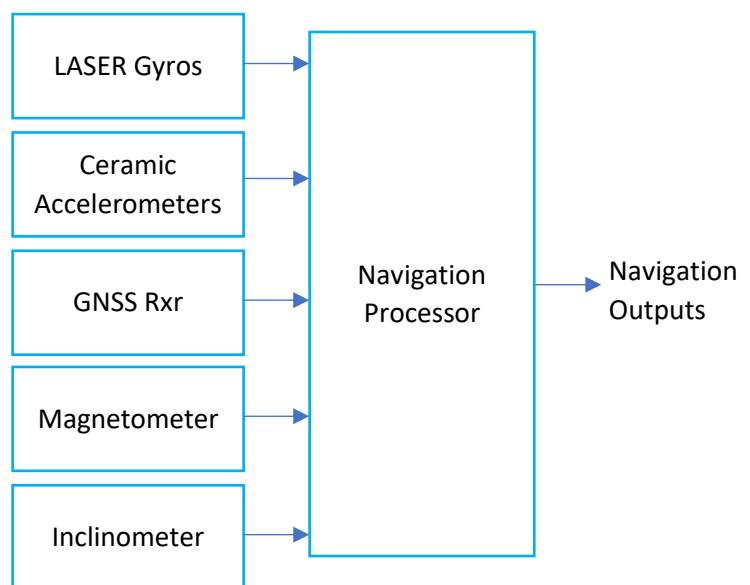 LASER Gyros
Ceramic
Accelerometers
GNSS Rxr
Magnetometer
Inclinometer
Navigation
Processor
Navigation
Outputs